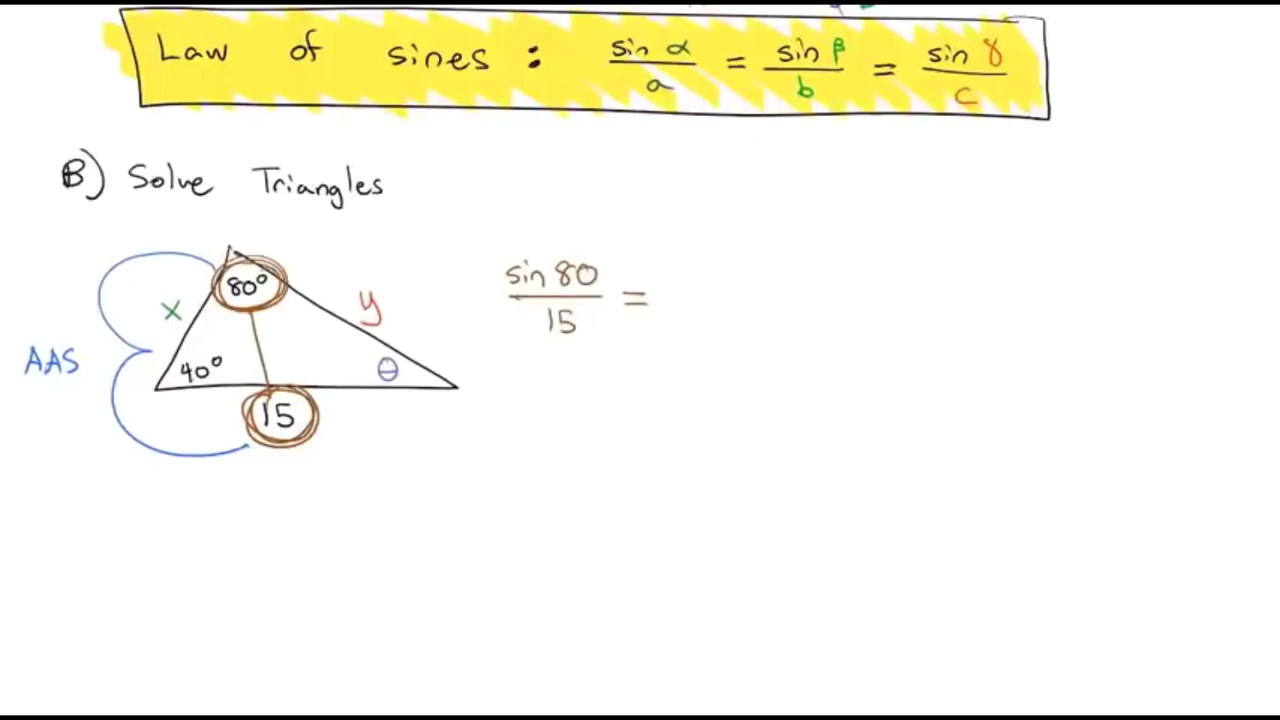 Law of sines : sin α/a = sin β/b = sin γ/c
B) Solve Triangles
80°
x
y
AAS
40°
θ
15
sin 80/15 =